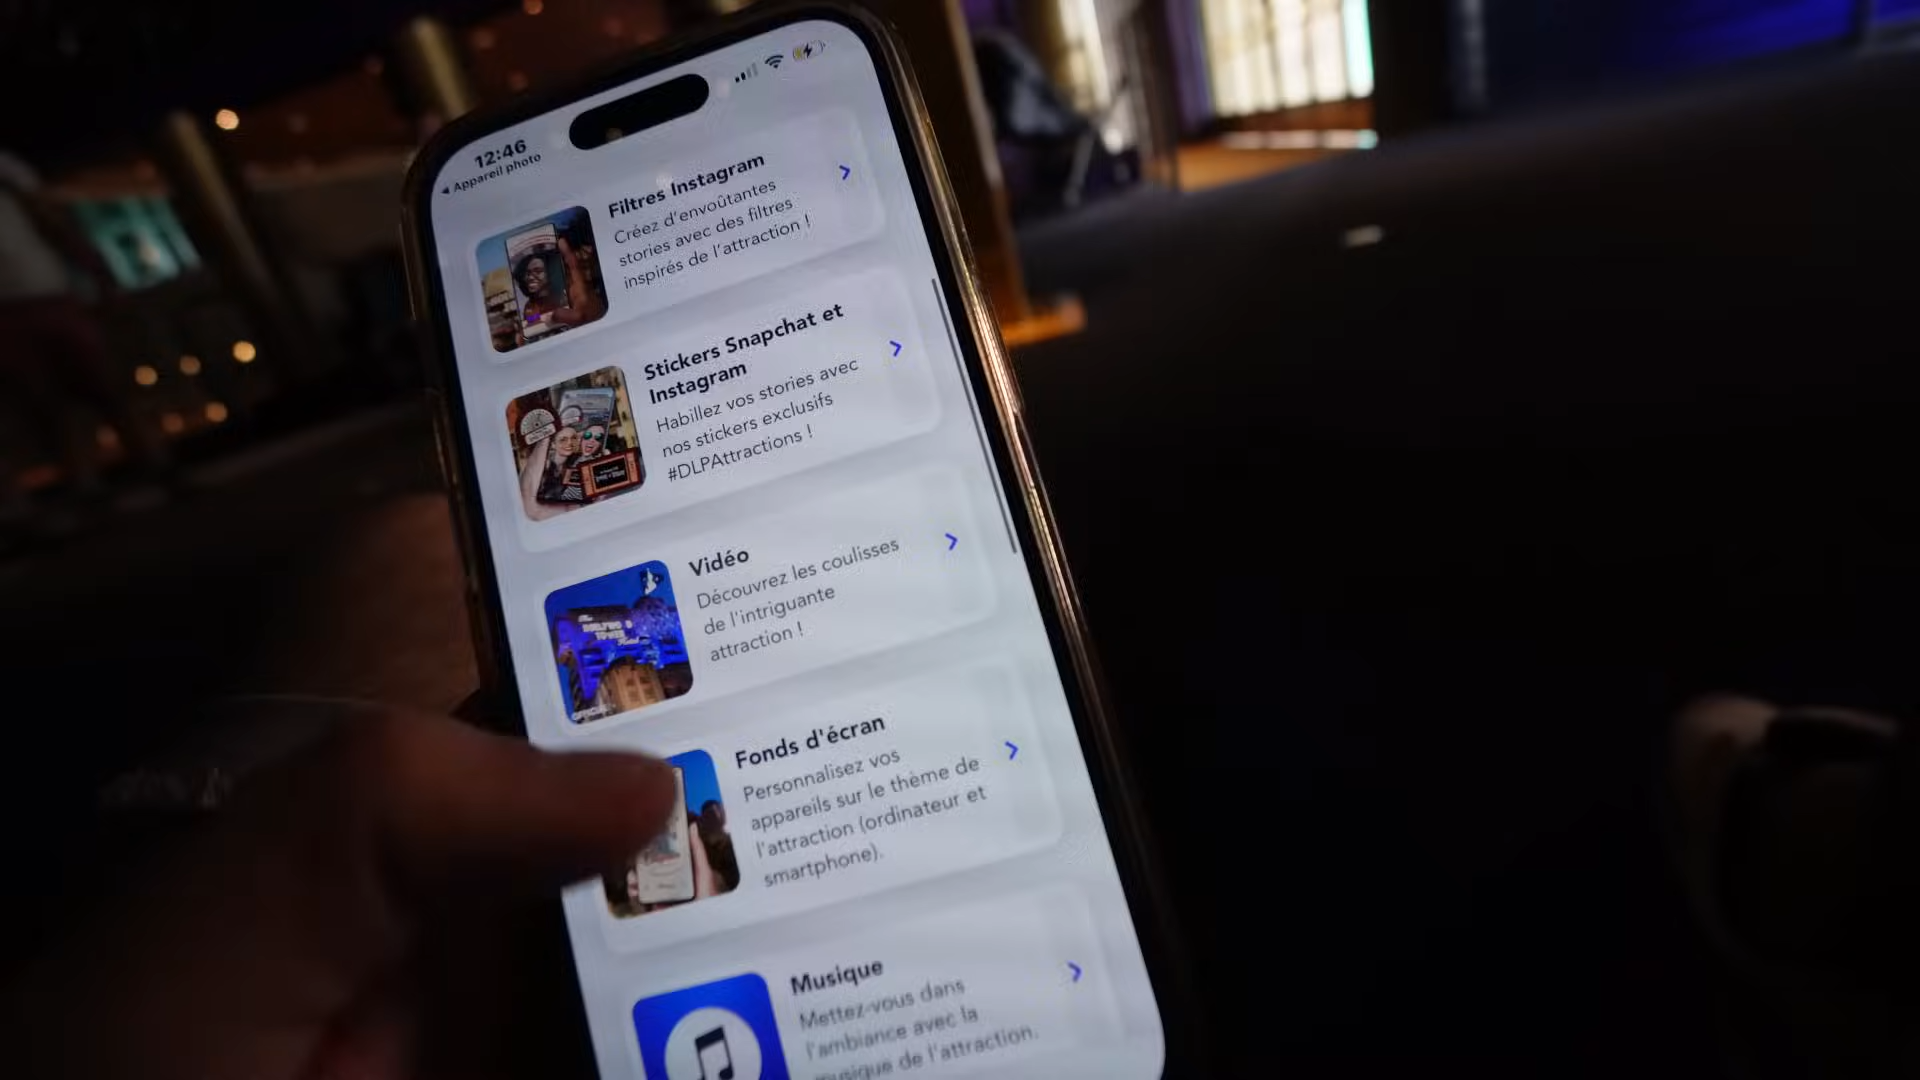 12:46
◂ Appareil photo
Filtres Instagram
Créez d'envoûtantes
stories avec des filtres
inspirés de l'attraction !
Stickers Snapchat et
Instagram
Habillez vos stories avec
nos stickers exclusifs
#DLPAttractions !
Vidéo
Découvrez les coulisses
de l'intriguante
attraction !
Fonds d'écran
Personnalisez vos
appareils sur le thème de
l'attraction (ordinateur et
smartphone).
Musique
Mettez-vous dans
l'ambiance avec la
musique de l'attraction.